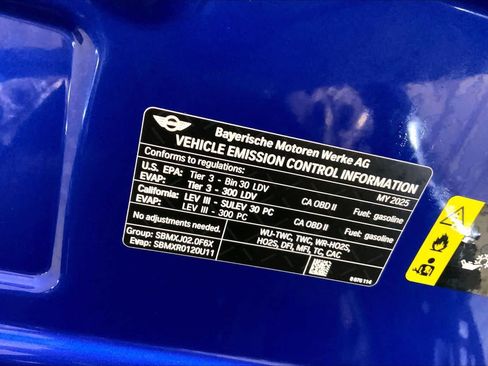 Bayerische Motoren Werke AG
VEHICLE EMISSION CONTROL INFORMATION
Conforms to regulations: MY 2025
U.S. EPA: Tier 3 - Bin 30 LDV CA OBD II Fuel: gasoline
EVAP: Tier 3 - 300 LDV
California: LEV III - SULEV 30 PC CA OBD II Fuel: gasoline
EVAP: LEV III - 300 PC
No adjustments needed. WU-TWC, TWC, WR-HO2S,
Group: SBMXJ02.0F6X HO2S, DFI, MFI, TC, CAC
Evap: SBMXR0120U11